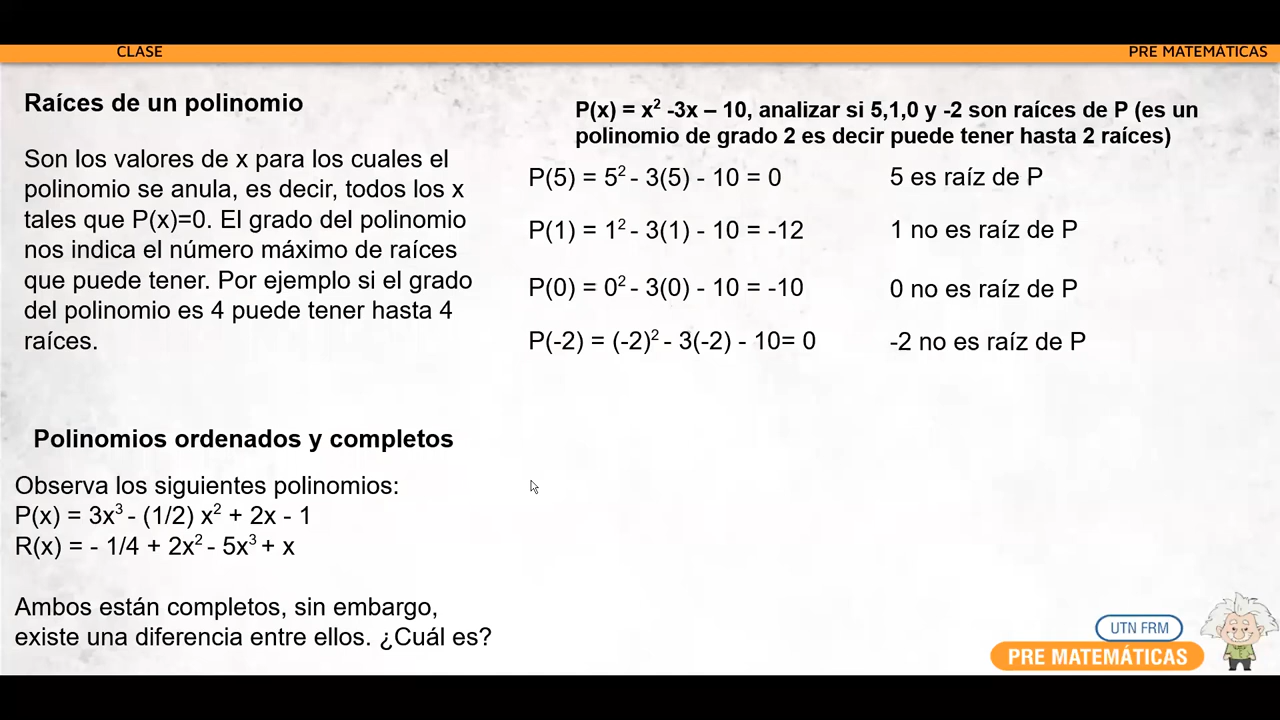 CLASE
PRE MATEMÁTICAS
Raíces de un polinomio
Son los valores de x para los cuales el
polinomio se anula, es decir, todos los x
tales que P(x)=0. El grado del polinomio
nos indica el número máximo de raíces
que puede tener. Por ejemplo si el grado
del polinomio es 4 puede tener hasta 4
raíces.
P(x) = x² -3x – 10, analizar si 5,1,0 y -2 son raíces de P (es un
polinomio de grado 2 es decir puede tener hasta 2 raíces)
P(5) = 5² - 3(5) - 10 = 0 5 es raíz de P
P(1) = 1² - 3(1) - 10 = -12 1 no es raíz de P
P(0) = 0² - 3(0) - 10 = -10 0 no es raíz de P
P(-2) = (-2)² - 3(-2) - 10= 0 -2 no es raíz de P
Polinomios ordenados y completos
Observa los siguientes polinomios:
P(x) = 3x³ - (1/2) x² + 2x - 1
R(x) = - 1/4 + 2x² - 5x³ + x
Ambos están completos, sin embargo,
existe una diferencia entre ellos. ¿Cuál es?
UTN FRM
PRE MATEMÁTICAS